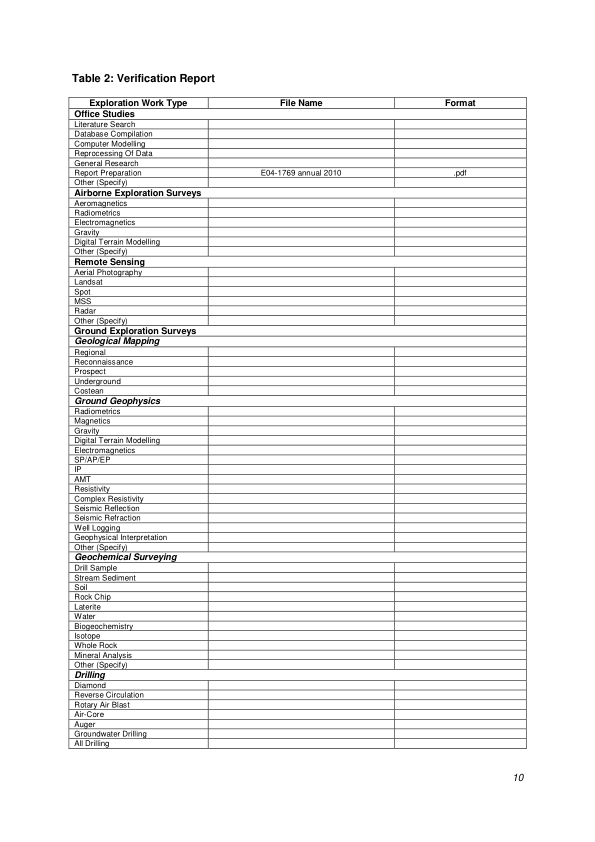 Table 2: Verification Report
Exploration Work Type File Name Format
Office Studies
Literature Search
Database Compilation
Computer Modelling
Reprocessing Of Data
General Research
Report Preparation E04-1769 annual 2010 .pdf
Other (Specify)
Airborne Exploration Surveys
Aeromagnetics
Radiometrics
Electromagnetics
Gravity
Digital Terrain Modelling
Other (Specify)
Remote Sensing
Aerial Photography
Landsat
Spot
MSS
Radar
Other (Specify)
Ground Exploration Surveys
Geological Mapping
Regional
Reconnaissance
Prospect
Underground
Costean
Ground Geophysics
Radiometrics
Magnetics
Gravity
Digital Terrain Modelling
Electromagnetics
SP/AP/EP
IP
AMT
Resistivity
Complex Resistivity
Seismic Reflection
Seismic Refraction
Well Logging
Geophysical Interpretation
Other (Specify)
Geochemical Surveying
Drill Sample
Stream Sediment
Soil
Rock Chip
Laterite
Water
Biogeochemistry
Isotope
Whole Rock
Mineral Analysis
Other (Specify)
Drilling
Diamond
Reverse Circulation
Rotary Air Blast
Air-Core
Auger
Groundwater Drilling
All Drilling
10